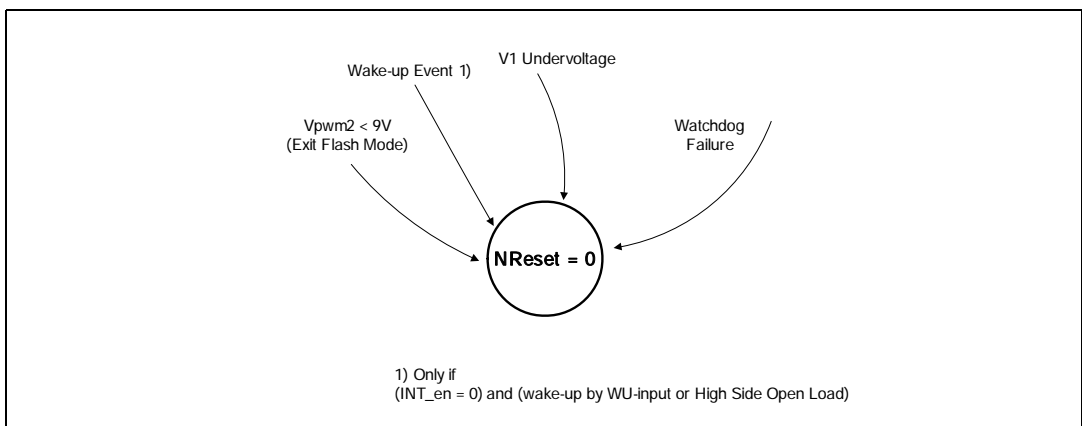 V1 Undervoltage
Wake-up Event 1)
Vpwm2 < 9V
(Exit Flash Mode)
Watchdog
Failure
NReset = 0
1) Only if
(INT_en = 0) and (wake-up by WU-input or High Side Open Load)